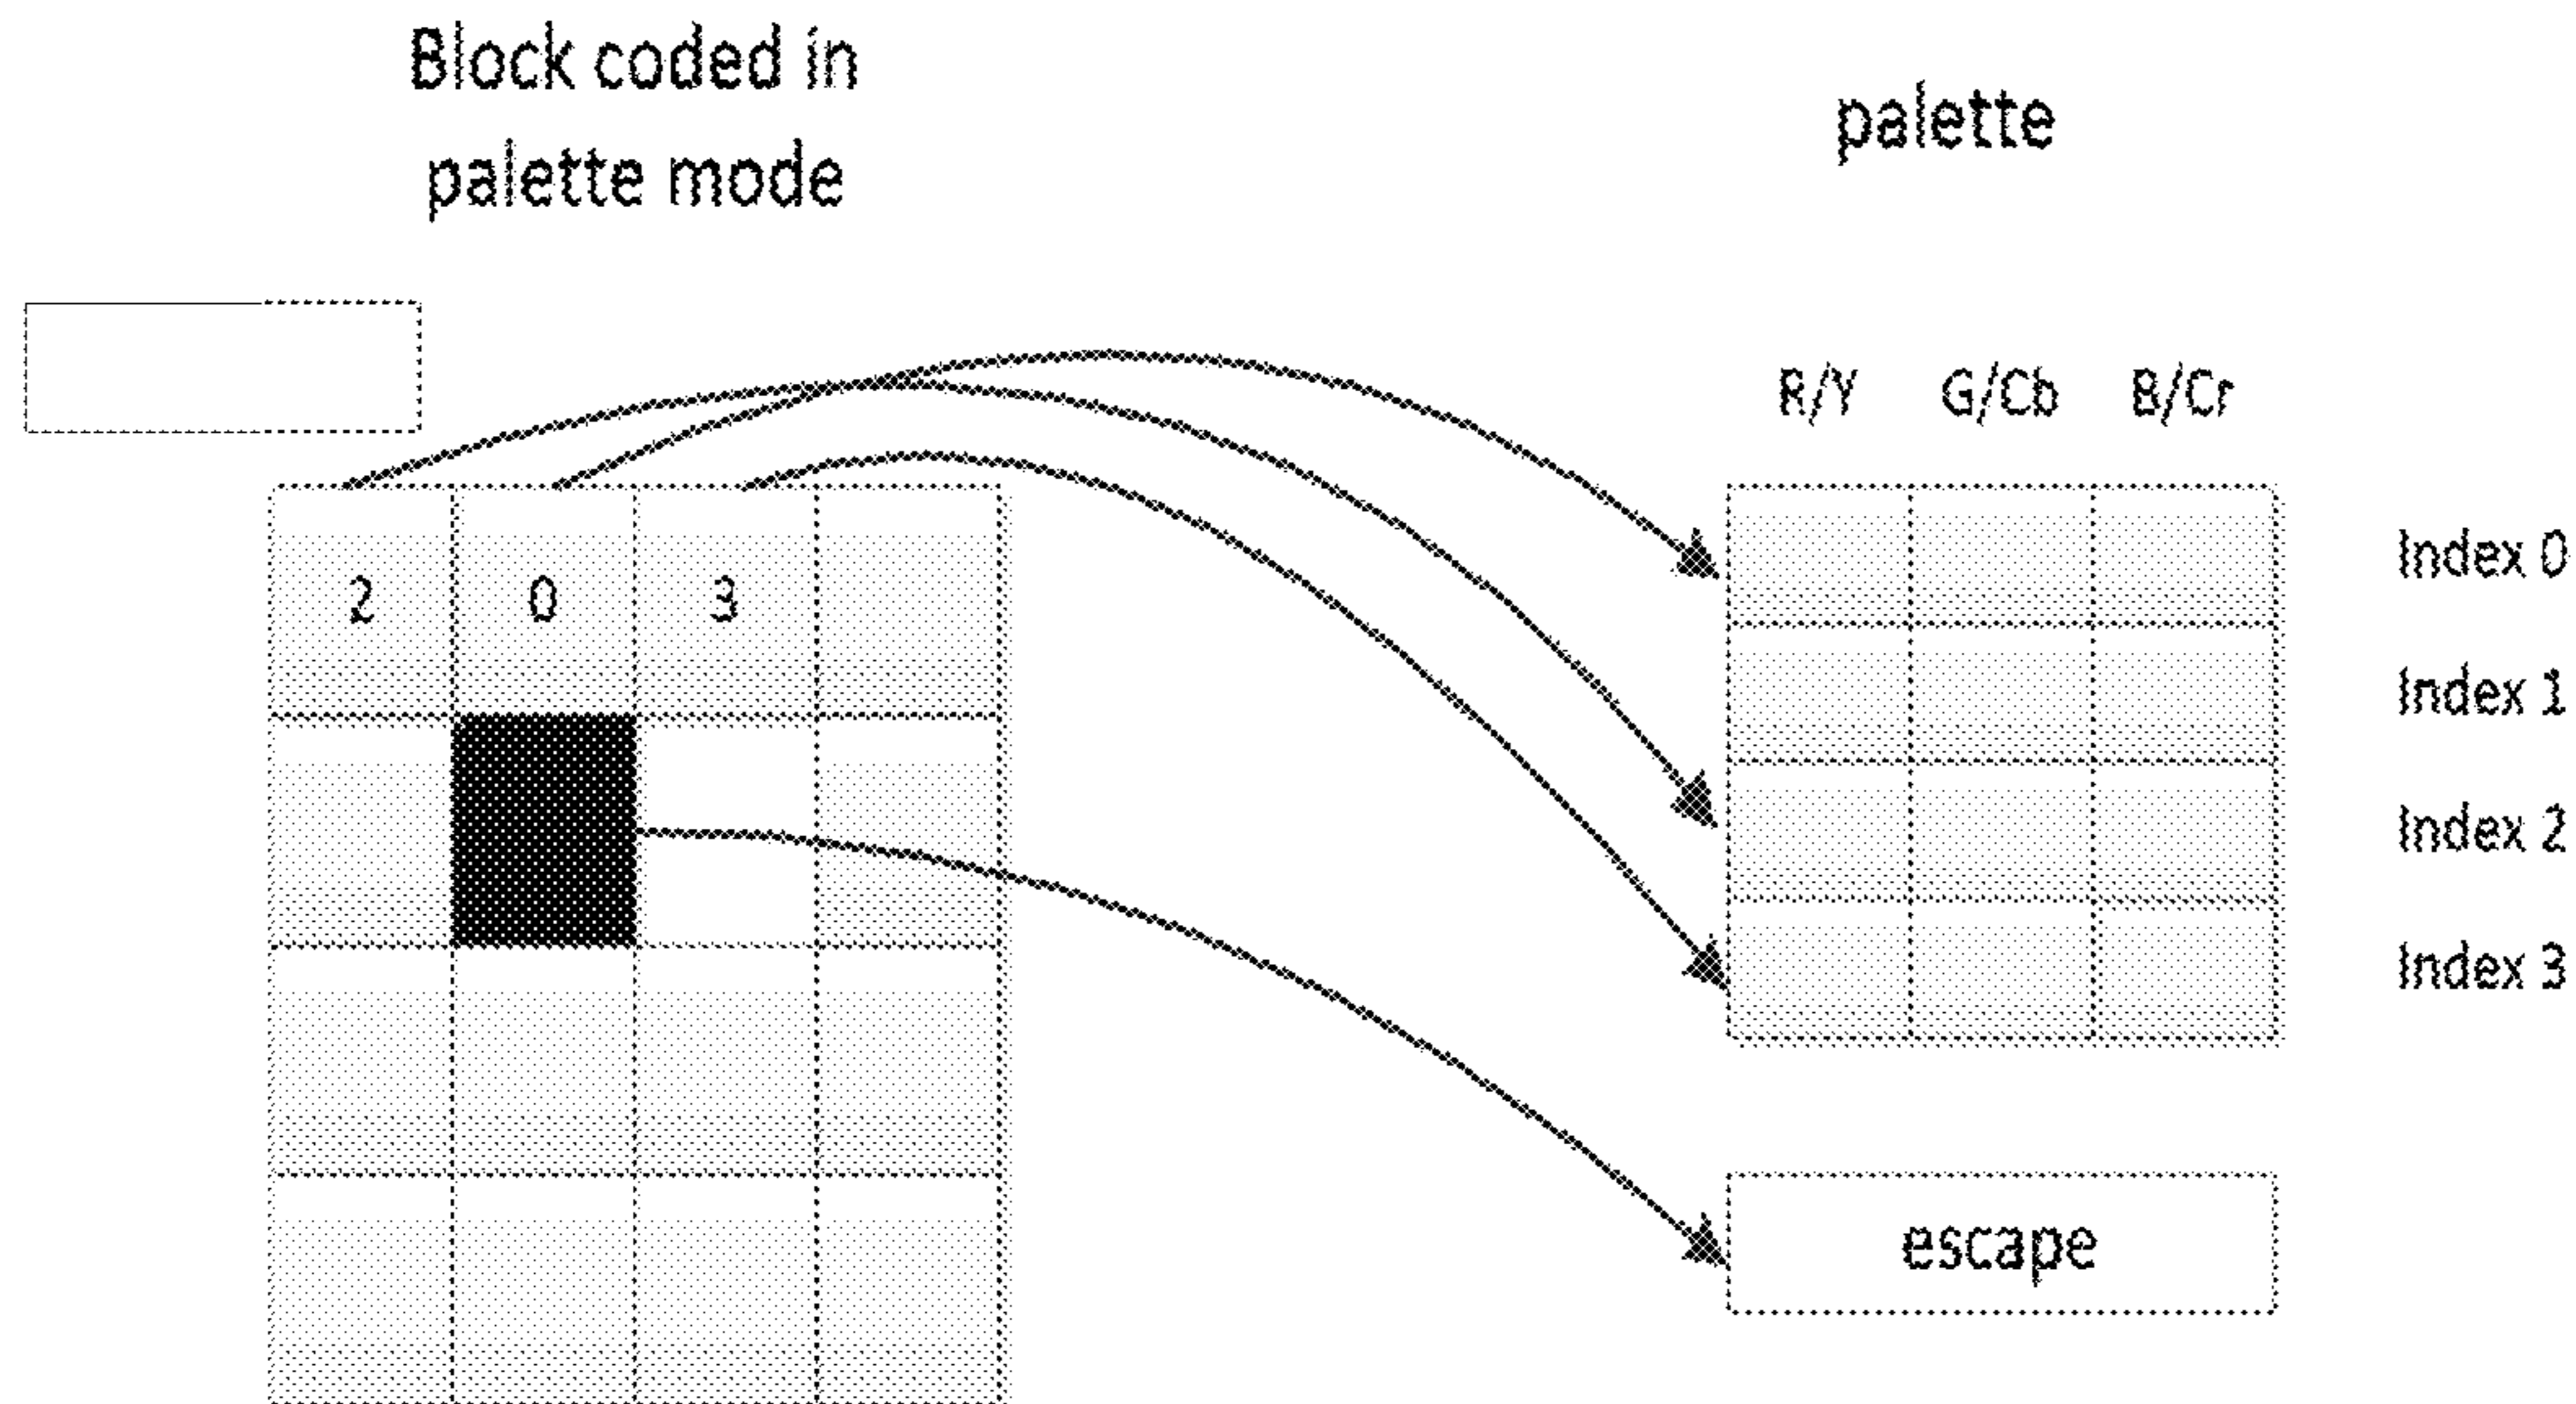 Block coded in
palette mode
palette
R/Y G/Cb B/Cr
2 0 3
Index 0
Index 1
Index 2
Index 3
escape